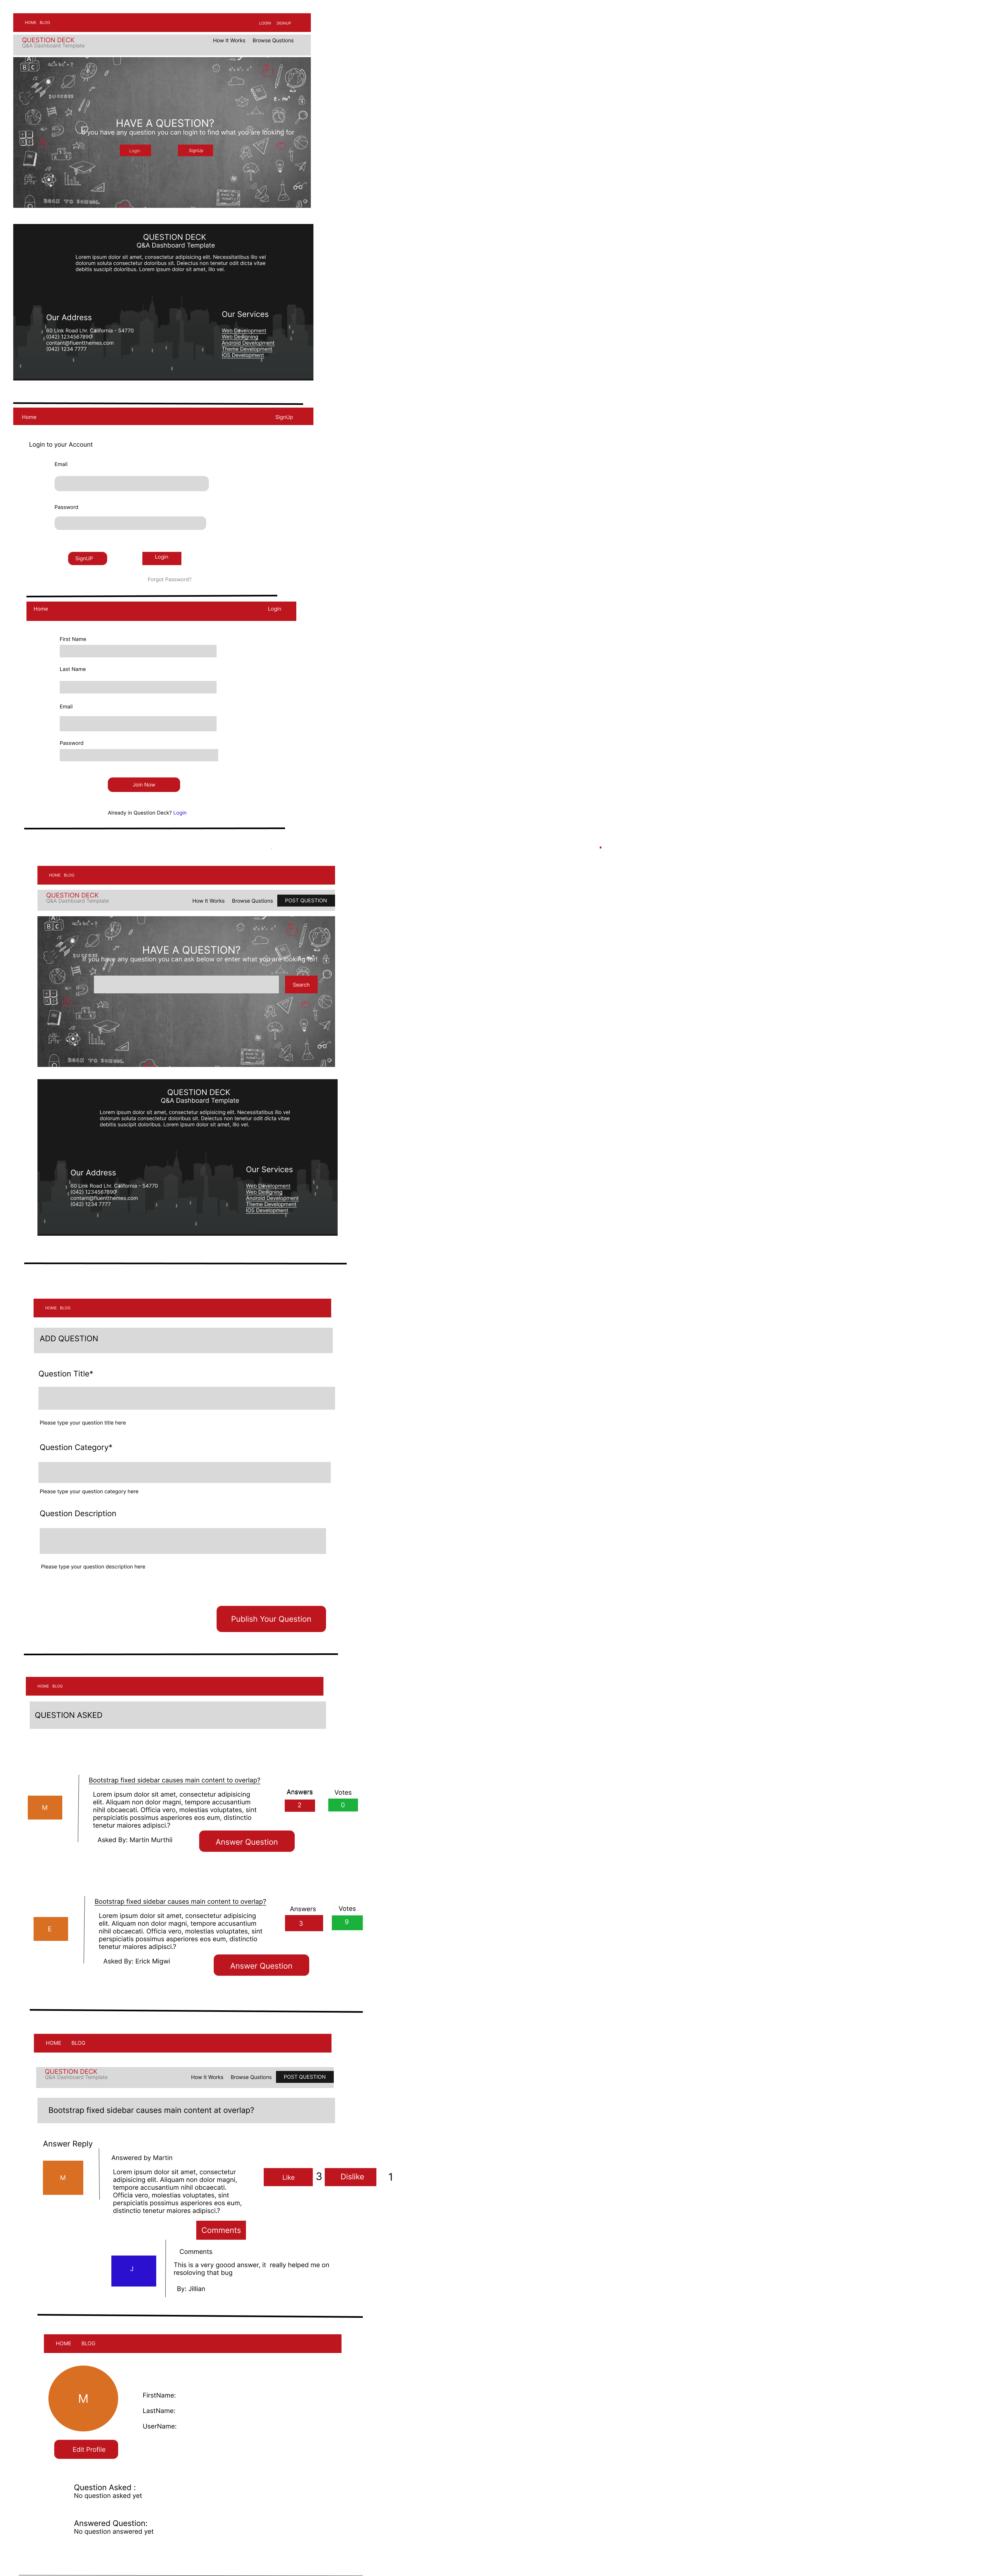 HOME BLOG LOGIN SIGNUP
QUESTION DECK
Q&A Dashboard Template
How It Works Browse Qustions
HAVE A QUESTION?
If you have any question you can login to find what you are looking for
Login SignUp
SUCCESS
BACK TO SCHOOL
QUESTION DECK
Q&A Dashboard Template
Lorem ipsum dolor sit amet, consectetur adipisicing elit. Necessitatibus illo vel
dolorum soluta consectetur doloribus sit. Delectus non tenetur odit dicta vitae
debitis suscipit doloribus. Lorem ipsum dolor sit amet, illo vel.
Our Address
60 Link Road Lhr. California - 54770
(042) 1234567890
contant@fluentthemes.com
(042) 1234 7777
Our Services
Web Development
Web Designing
Android Development
Theme Development
IOS Development
Home SignUp
Login to your Account
Email
Password
SignUP Login
Forgot Password?
Home Login
First Name
Last Name
Email
Password
Join Now
Already in Question Deck? Login
HOME BLOG
QUESTION DECK
Q&A Dashboard Template
How It Works Browse Qustions POST QUESTION
HAVE A QUESTION?
If you have any question you can ask below or enter what you are looking for!
Search
SUCCESS
BACK TO SCHOOL
QUESTION DECK
Q&A Dashboard Template
Lorem ipsum dolor sit amet, consectetur adipisicing elit. Necessitatibus illo vel
dolorum soluta consectetur doloribus sit. Delectus non tenetur odit dicta vitae
debitis suscipit doloribus. Lorem ipsum dolor sit amet, illo vel.
Our Address
60 Link Road Lhr. California - 54770
(042) 1234567890
contant@fluentthemes.com
(042) 1234 7777
Our Services
Web Development
Web Designing
Android Development
Theme Development
IOS Development
HOME BLOG
ADD QUESTION
Question Title*
Please type your question title here
Question Category*
Please type your question category here
Question Description
Please type your question description here
Publish Your Question
HOME BLOG
QUESTION ASKED
M
Bootstrap fixed sidebar causes main content to overlap?
Lorem ipsum dolor sit amet, consectetur adipisicing
elit. Aliquam non dolor magni, tempore accusantium
nihil obcaecati. Officia vero, molestias voluptates, sint
perspiciatis possimus asperiores eos eum, distinctio
tenetur maiores adipisci.?
Asked By: Martin Murthii
Answers Votes
2 0
Answer Question
E
Bootstrap fixed sidebar causes main content to overlap?
Lorem ipsum dolor sit amet, consectetur adipisicing
elit. Aliquam non dolor magni, tempore accusantium
nihil obcaecati. Officia vero, molestias voluptates, sint
perspiciatis possimus asperiores eos eum, distinctio
tenetur maiores adipisci.?
Asked By: Erick Migwi
Answers Votes
3 9
Answer Question
HOME BLOG
QUESTION DECK
Q&A Dashboard Template
How It Works Browse Qustions POST QUESTION
Bootstrap fixed sidebar causes main content at overlap?
Answer Reply
M
Answered by Martin
Lorem ipsum dolor sit amet, consectetur
adipisicing elit. Aliquam non dolor magni,
tempore accusantium nihil obcaecati.
Officia vero, molestias voluptates, sint
perspiciatis possimus asperiores eos eum,
distinctio tenetur maiores adipisci.?
Like 3 Dislike 1
Comments
J
Comments
This is a very goood answer, it really helped me on
resoloving that bug
By: Jillian
HOME BLOG
M
FirstName:
LastName:
UserName:
Edit Profile
Question Asked :
No question asked yet
Answered Question:
No question answered yet